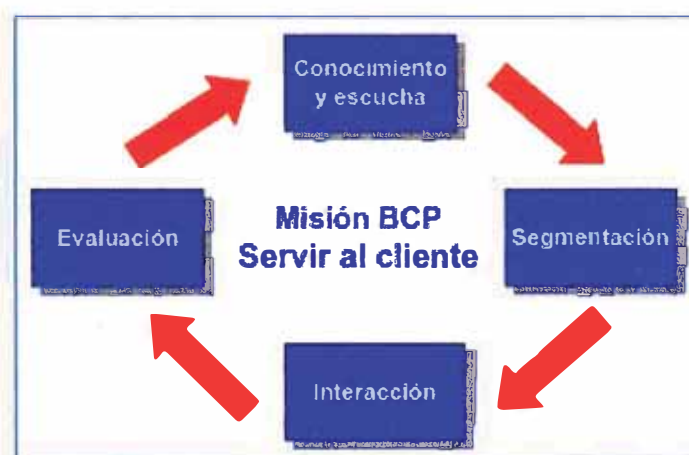 Conocimiento
y escucha
Misión BCP
Servir al cliente
Evaluación
Segmentación
Interacción